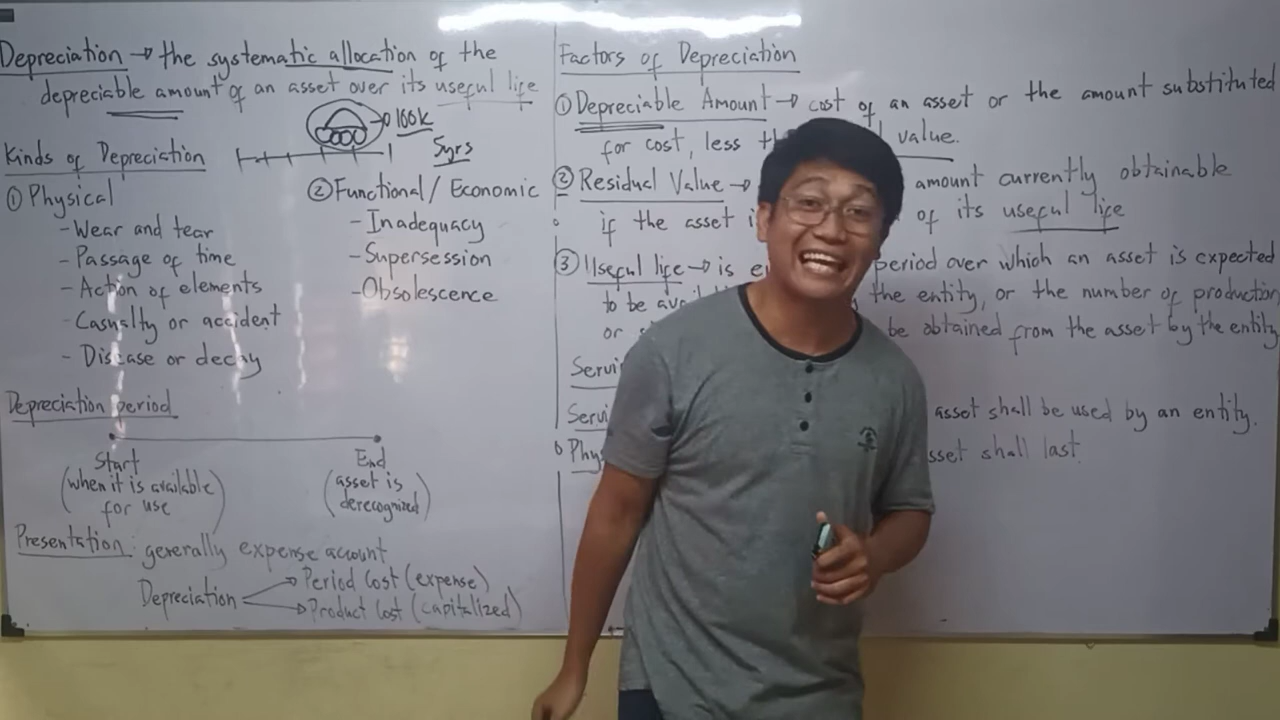 Depreciation → the systematic allocation of the
depreciable amount of an asset over its useful life
100k
5yrs
Kinds of Depreciation
① Physical
- Wear and tear
- Passage of time
- Action of elements
- Casualty or accident
- Disease or decay
② Functional / Economic
- Inadequacy
- Supersession
- Obsolescence
Depreciation period
Start
(when it is available
for use)
End
(asset is
derecognized)
Presentation: generally expense account
Depreciation
Period Cost (expense)
Product Cost (capitalized)
Factors of Depreciation
① Depreciable Amount → cost of an asset or the amount substituted
for cost, less value.
② Residual Value → amount currently obtainable
if the asset of its useful life
③ Useful life → is period over which an asset is expected
to be the entity, or the number of production
or be obtained from the asset by the entity
asset shall be used by an entity.
shall last.